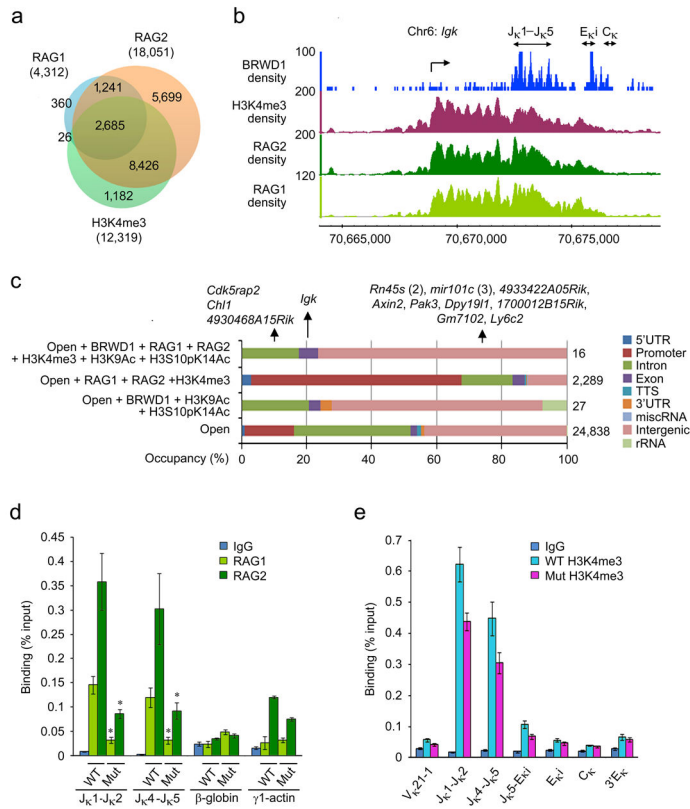 a
RAG2
(18,051)
RAG1
(4,312)
1,241
5,699
360
26
2,685
8,426
1,182
H3K4me3
(12,319)
b
Chr6: Igk
Jκ1–Jκ5
Eκi
Cκ
100
BRWD1
density
200
H3K4me3
density
200
RAG2
density
120
RAG1
density
70,665,000
70,670,000
70,675,000
c
Cdk5rap2
Chl1
4930468A15Rik
Igk
Rn45s (2), mir101c (3), 4933422A05Rik,
Axin2, Pak3, Dpy19l1, 1700012B15Rik,
Gm7102, Ly6c2
Open + BRWD1 + RAG1 + RAG2
+ H3K4me3 + H3K9Ac + H3S10pK14Ac
16
Open + RAG1 + RAG2 +H3K4me3
2,289
Open + BRWD1 + H3K9Ac
+ H3S10pK14Ac
27
Open
24,838
Occupancy (%)
0 20 40 60 80 100
5'UTR
Promoter
Intron
Exon
TTS
3'UTR
miscRNA
Intergenic
rRNA
d
Binding (% input)
0.45
0.4
0.35
0.3
0.25
0.2
0.15
0.1
0.05
0
IgG
RAG1
RAG2
* *
* *
WT Mut WT Mut WT Mut WT Mut
Jκ1-Jκ2 Jκ4-Jκ5 β-globin γ1-actin
e
Binding (% input)
0.7
0.6
0.5
0.4
0.3
0.2
0.1
0
IgG
WT H3K4me3
Mut H3K4me3
Vκ21-1
Jκ1-Jκ2
Jκ4-Jκ5
Jκ5-Eκi
Eκi
Cκ
3'Eκ